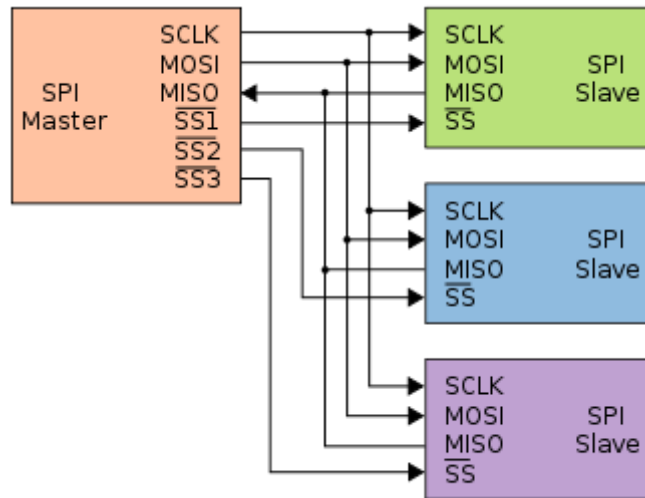 SCLK
MOSI
MISO
SS1
SS2
SS3
SPI
Master
SCLK
MOSI
MISO
SS
SPI
Slave
SCLK
MOSI
MISO
SS
SPI
Slave
SCLK
MOSI
MISO
SS
SPI
Slave